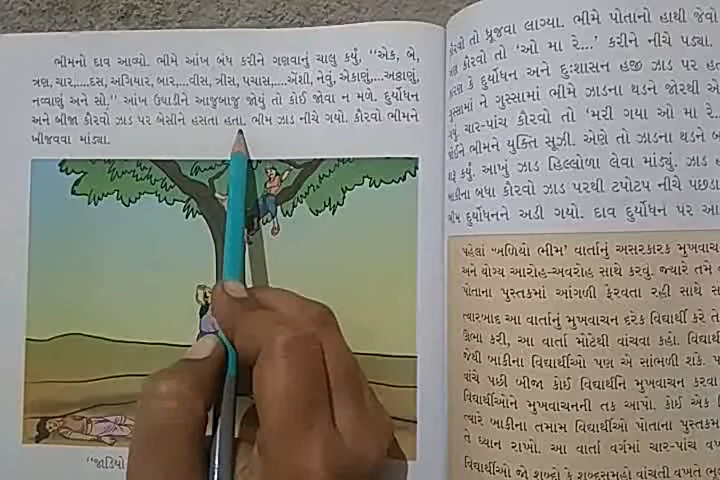 ભીમનો દાવ આવ્યો. ભીમે આંખ બંધ કરીને ગણવાનું ચાલુ કર્યું, “એક, બે,
ત્રણ, ચાર,....દસ, અગિયાર, બાર,...વીસ, ત્રીસ, પચાસ,...એંશી, નેવું, એકાણું,....અઠાણું,
નવ્વાણું અને સો.” આંખ ઉઘાડીને આજુબાજુ જોયું તો કોઈ જોવા ન મળે. દુર્યોધન
અને બીજા કૌરવો ઝાડ પર બેસીને હસતા હતા. ભીમ ઝાડ નીચે ગયો. કૌરવો ભીમને
ખીજવવા માંડ્યા.
“જાડિયો
કૌરવો તો ધ્રૂજવા લાગ્યા. ભીમે પોતાનો હાથી જેવો
કૌરવો તો ‘ઓ મા રે...’ કરીને નીચે પડ્યા.
કે દુર્યોધન અને દુઃશાસન હજી ઝાડ પર
ગુસ્સામાં ને ગુસ્સામાં ભીમે ઝાડના થડને જોરથી
ચાર-પાંચ કૌરવો તો ‘મરી ગયા ઓ મા
ભીમને યુક્તિ સૂઝી. એણે તો ઝાડના થડને
કર્યું. આખું ઝાડ હિલ્લોળા લેવા માંડ્યું. ઝાડ
બાકીના બધા કૌરવો ઝાડ પરથી ટપોટપ નીચે
ભીમ દુર્યોધનને અડી ગયો. દાવ દુર્યોધન પર
પહેલાં ‘બળિયો ભીમ’ વાર્તાનું અસરકારક
અને યોગ્ય આરોહ-અવરોહ સાથે કરવું. જ્યારે તમે
પોતાના પુસ્તકમાં આંગળી ફેરવતા રહી સાથે
ત્યારબાદ આ વાર્તાનું મુખવાચન દરેક વિદ્યાર્થી કરે
ઊભા કરી, આ વાર્તા મોટેથી વાંચવા કહો.
જેથી બાકીના વિદ્યાર્થીઓ પણ એ સાંભળી શકે.
વાંચે પછી બીજા કોઈ વિદ્યાર્થીને મુખવાચન
વિદ્યાર્થીઓને મુખવાચનની તક આપો. કોઈ એક
ત્યારે બાકીના તમામ વિદ્યાર્થીઓ પોતાના
તે ધ્યાન રાખો. આ વાર્તા વર્ગમાં ચાર-પાંચ
વિદ્યાર્થીઓ જે શબ્દો કે શબ્દસમૂહો વાંચતી વખતે